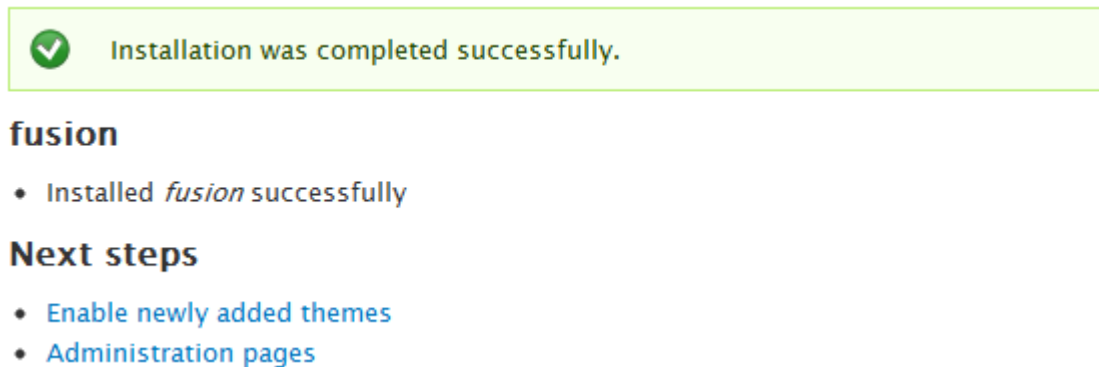 Installation was completed successfully.
fusion
• Installed fusion successfully
Next steps
• Enable newly added themes
• Administration pages